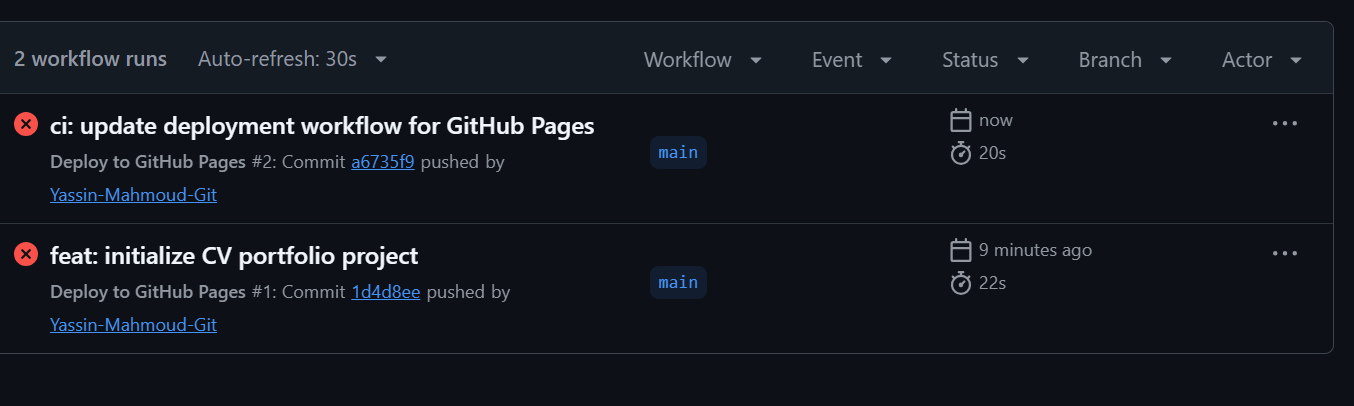 2 workflow runs Auto-refresh: 30s Workflow Event Status Branch Actor
ci: update deployment workflow for GitHub Pages
Deploy to GitHub Pages #2: Commit a6735f9 pushed by
Yassin-Mahmoud-Git
main
now
20s
feat: initialize CV portfolio project
Deploy to GitHub Pages #1: Commit 1d4d8ee pushed by
Yassin-Mahmoud-Git
main
9 minutes ago
22s